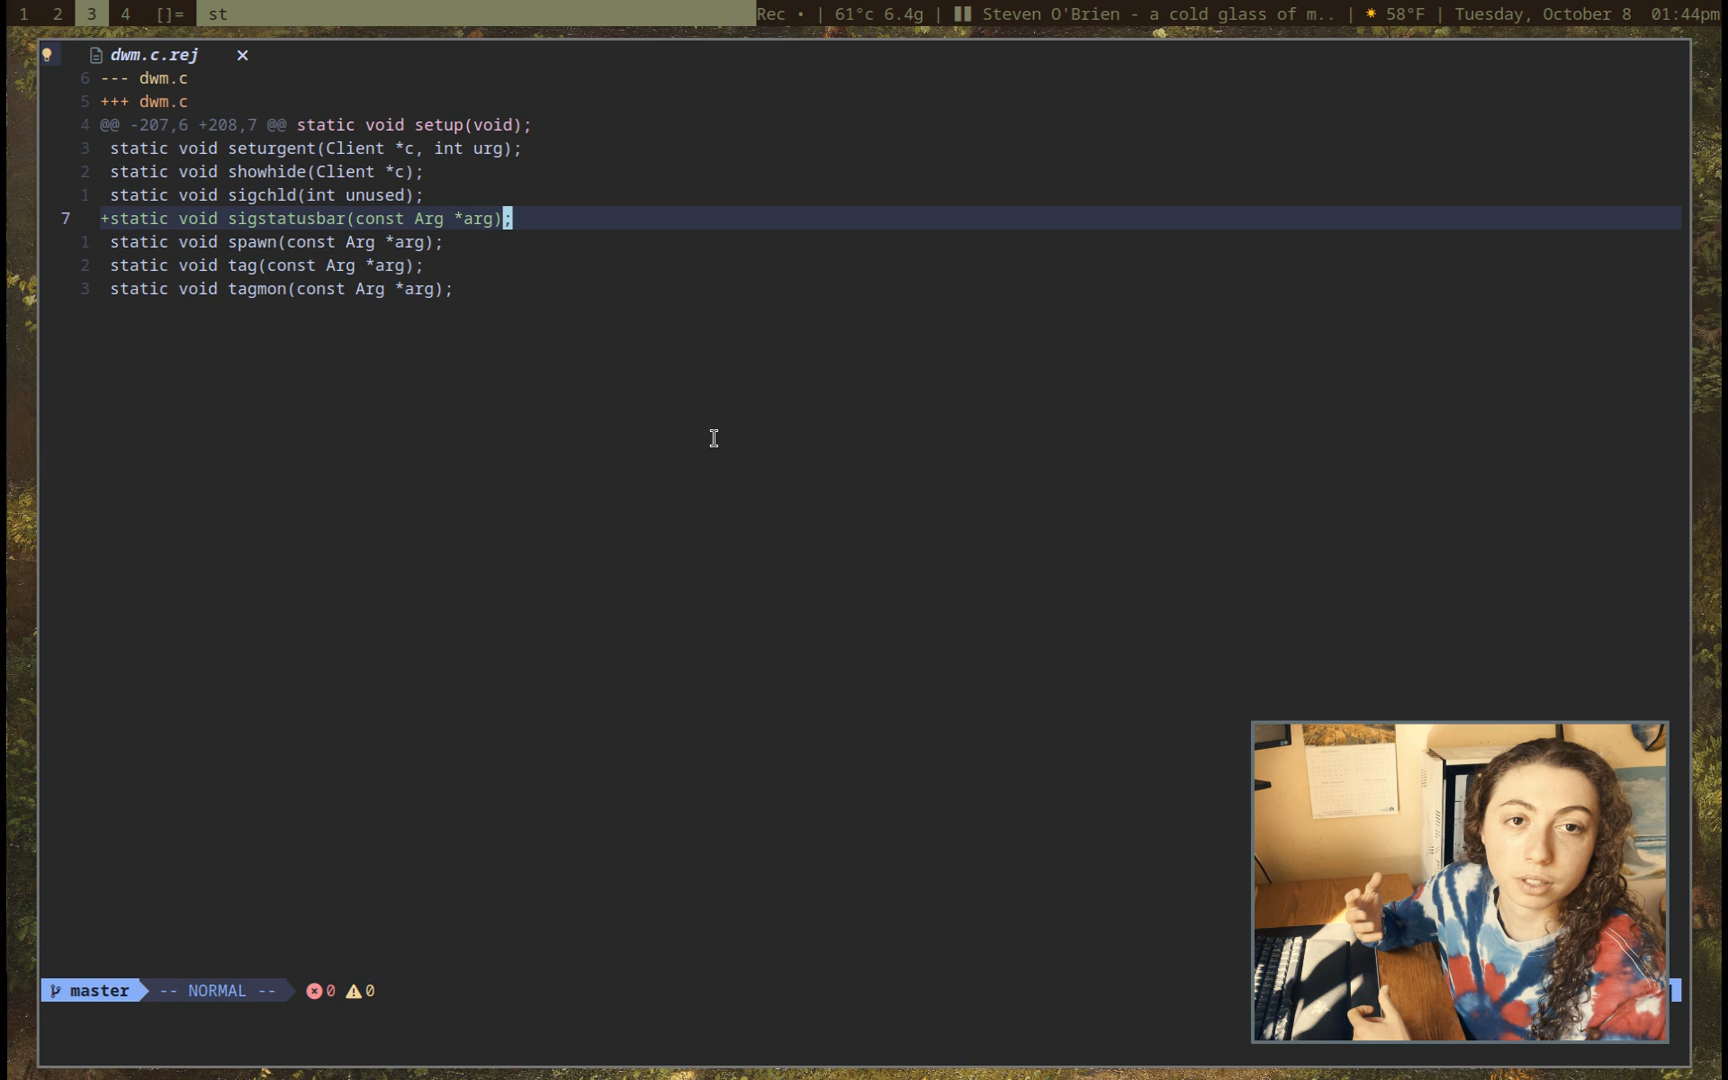 1 2 3 4 []= st Rec • | 61°c 6.4g | ▮▮ Steven O'Brien - a cold glass of m.. | ☀ 58°F | Tuesday, October 8 01:44pm
dwm.c.rej ×
6 --- dwm.c
5 +++ dwm.c
4 @@ -207,6 +208,7 @@ static void setup(void);
3 static void seturgent(Client *c, int urg);
2 static void showhide(Client *c);
1 static void sigchld(int unused);
7 +static void sigstatusbar(const Arg *arg);
1 static void spawn(const Arg *arg);
2 static void tag(const Arg *arg);
3 static void tagmon(const Arg *arg);
master -- NORMAL -- 0 0